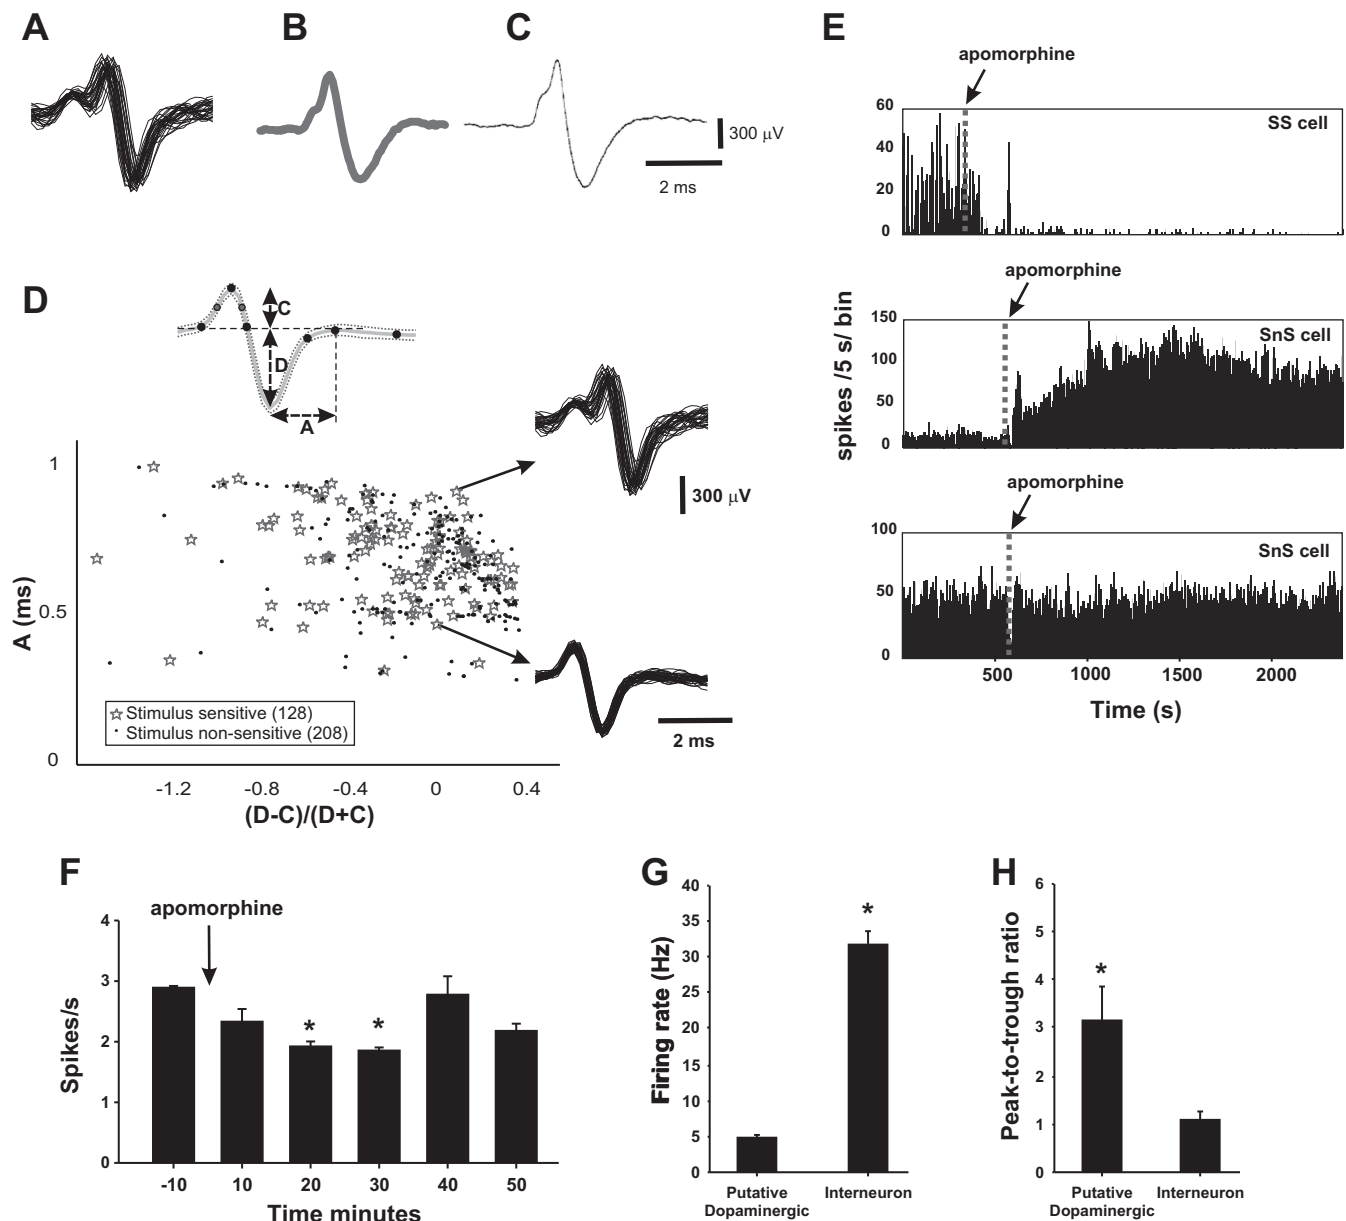 A
B
C
300 µV
2 ms
D
C
D
A
300 µV
1
0.5
0
A (ms)
Stimulus sensitive (128)
Stimulus non-sensitive (208)
-1.2 -0.8 -0.4 0 0.4
(D-C)/(D+C)
2 ms
E
apomorphine
60
40
20
0
SS cell
apomorphine
150
100
50
0
SnS cell
spikes /5 s/ bin
apomorphine
100
50
0
SnS cell
500 1000 1500 2000
Time (s)
F
apomorphine
4
3
2
1
0
Spikes/s
* *
-10 10 20 30 40 50
Time minutes
G
40
35
30
25
20
15
10
5
0
Firing rate (Hz)
*
Putative
Dopaminergic
Interneuron
H
6
5
4
3
2
1
0
Peak-to-trough ratio
*
Putative
Dopaminergic
Interneuron